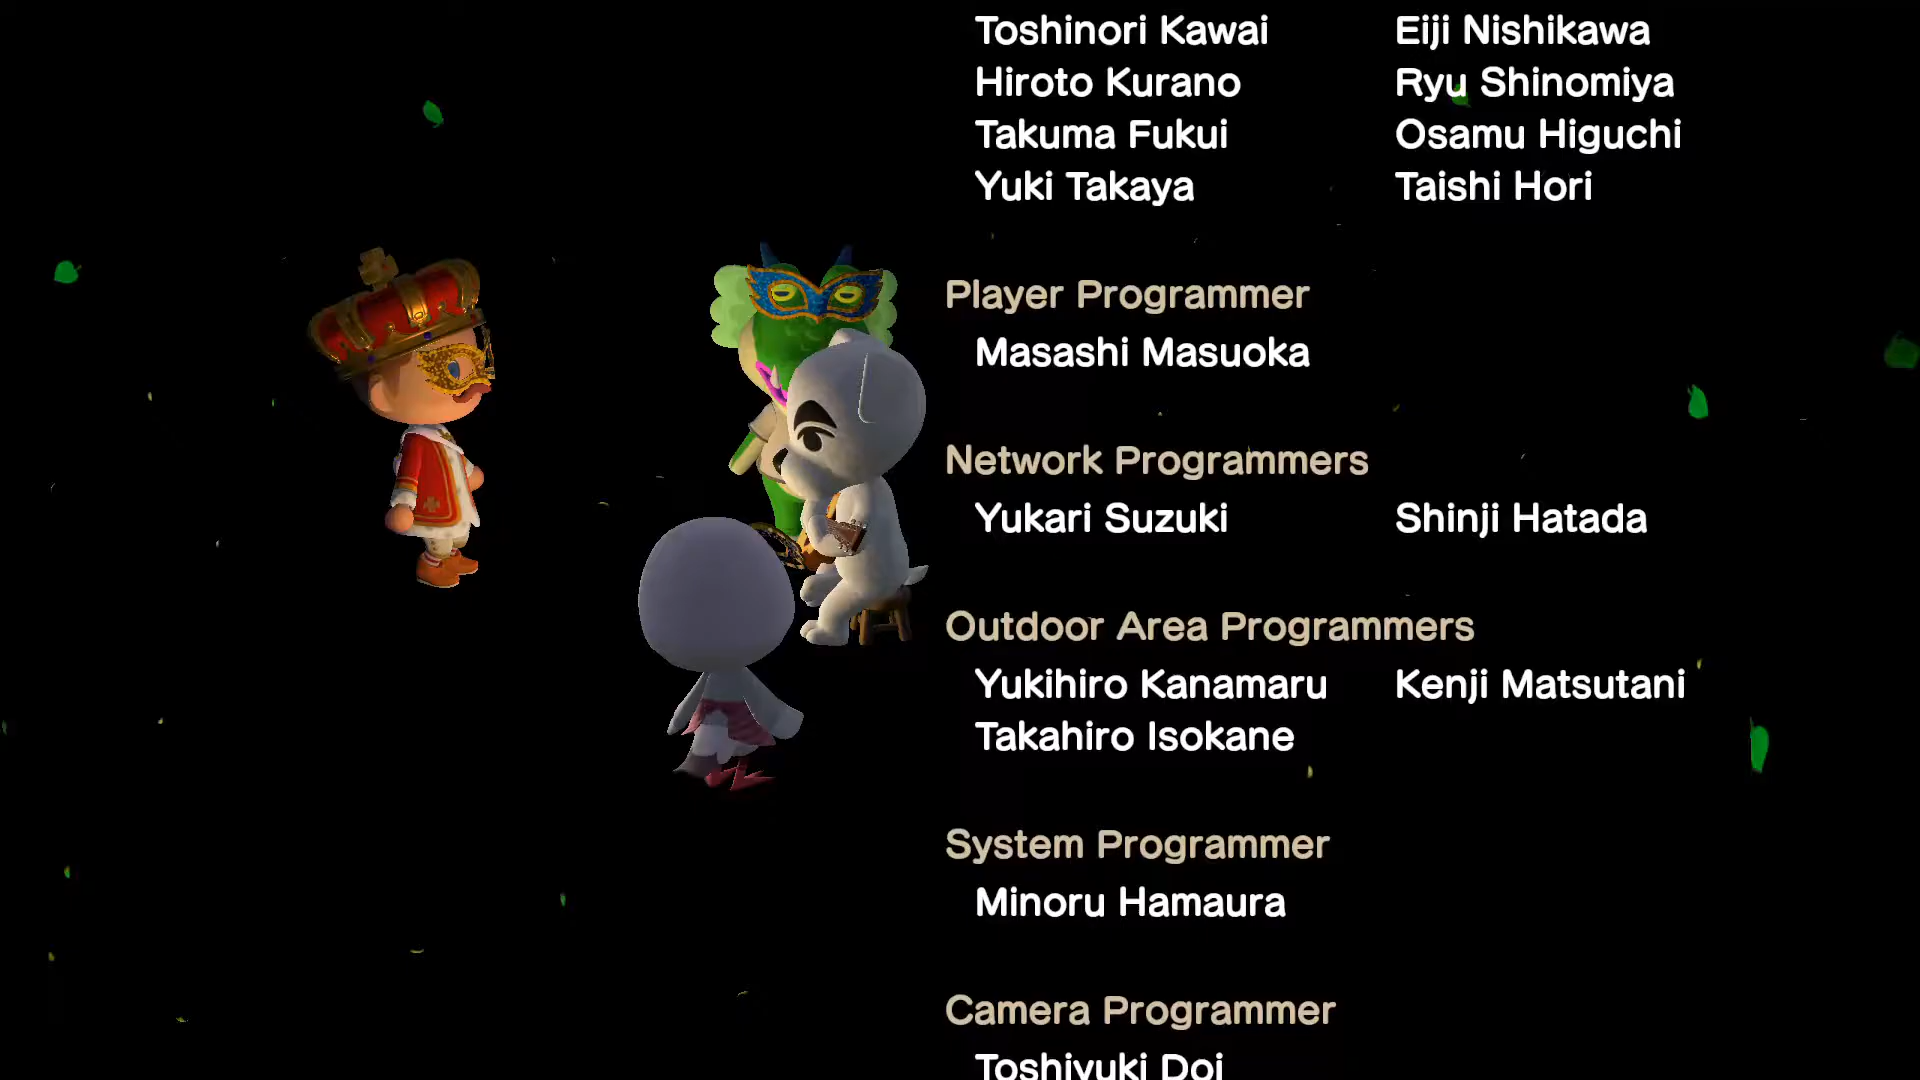 Toshinori Kawai Eiji Nishikawa
Hiroto Kurano Ryu Shinomiya
Takuma Fukui Osamu Higuchi
Yuki Takaya Taishi Hori
Player Programmer
Masashi Masuoka
Network Programmers
Yukari Suzuki Shinji Hatada
Outdoor Area Programmers
Yukihiro Kanamaru Kenji Matsutani
Takahiro Isokane
System Programmer
Minoru Hamaura
Camera Programmer
Toshiyuki Doi